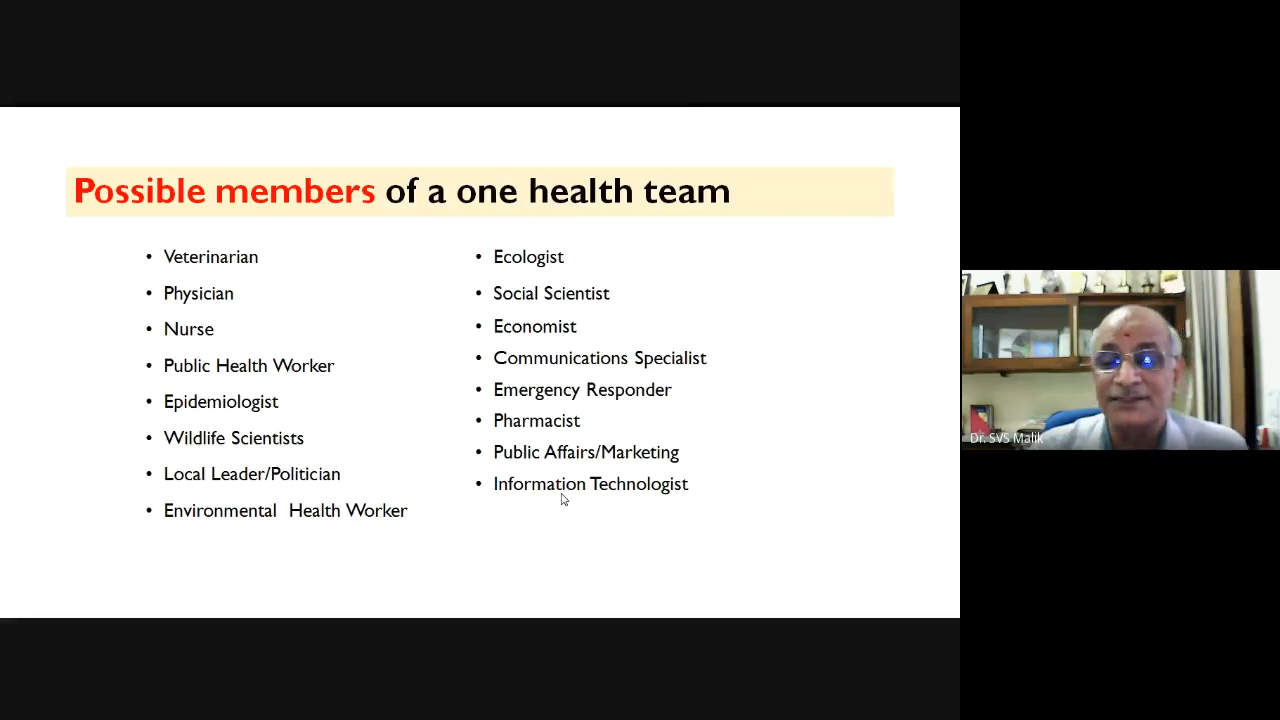 Possible members of a one health team
• Veterinarian
• Physician
• Nurse
• Public Health Worker
• Epidemiologist
• Wildlife Scientists
• Local Leader/Politician
• Environmental Health Worker
• Ecologist
• Social Scientist
• Economist
• Communications Specialist
• Emergency Responder
• Pharmacist
• Public Affairs/Marketing
• Information Technologist
Dr. SVS Malik